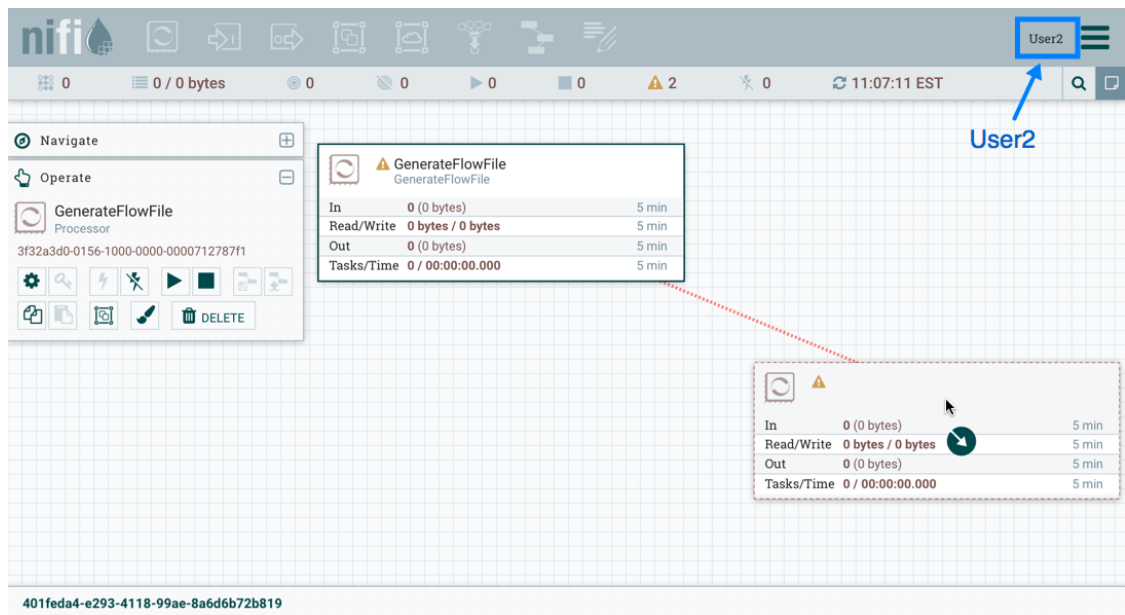 nifi
User2
0 0 / 0 bytes 0 0 0 0 2 0 11:07:11 EST
User2
Navigate
Operate
GenerateFlowFile
Processor
3f32a3d0-0156-1000-0000-0000712787f1
DELETE
GenerateFlowFile
GenerateFlowFile
In 0 (0 bytes) 5 min
Read/Write 0 bytes / 0 bytes 5 min
Out 0 (0 bytes) 5 min
Tasks/Time 0 / 00:00:00.000 5 min
In 0 (0 bytes) 5 min
Read/Write 0 bytes / 0 bytes 5 min
Out 0 (0 bytes) 5 min
Tasks/Time 0 / 00:00:00.000 5 min
401feda4-e293-4118-99ae-8a6d6b72b819